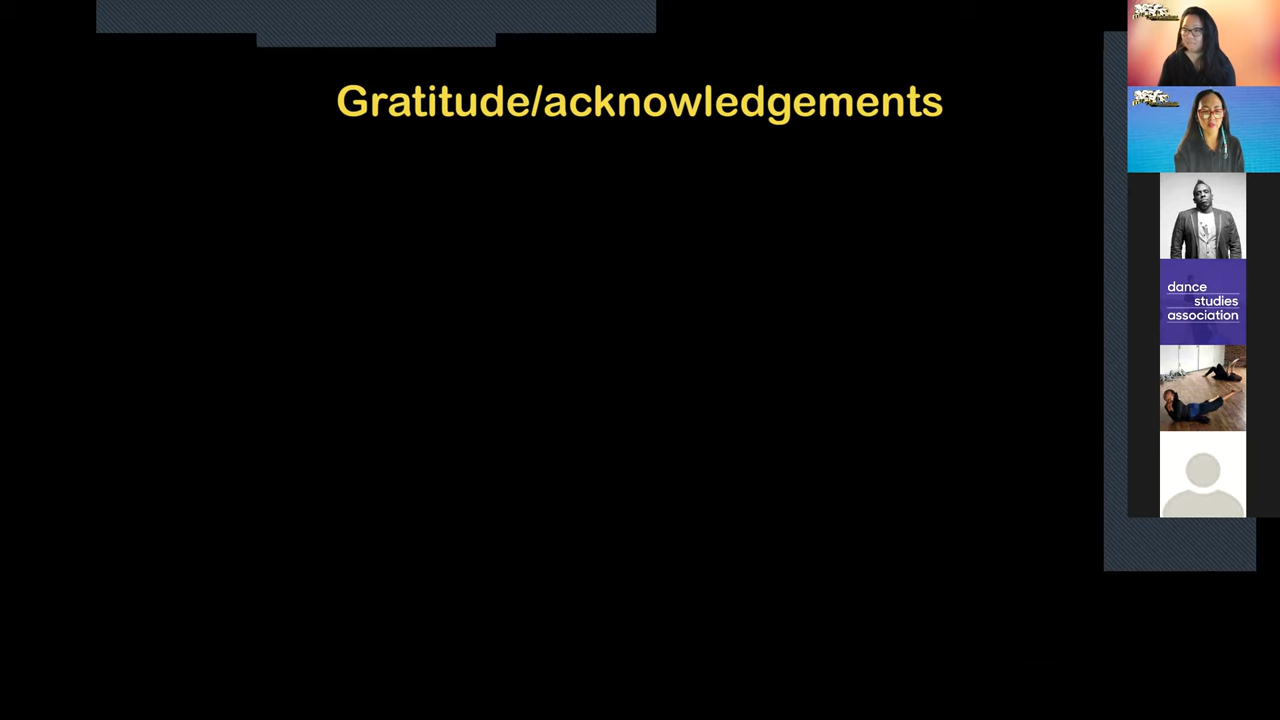 Gratitude/acknowledgements
dance
studies
association